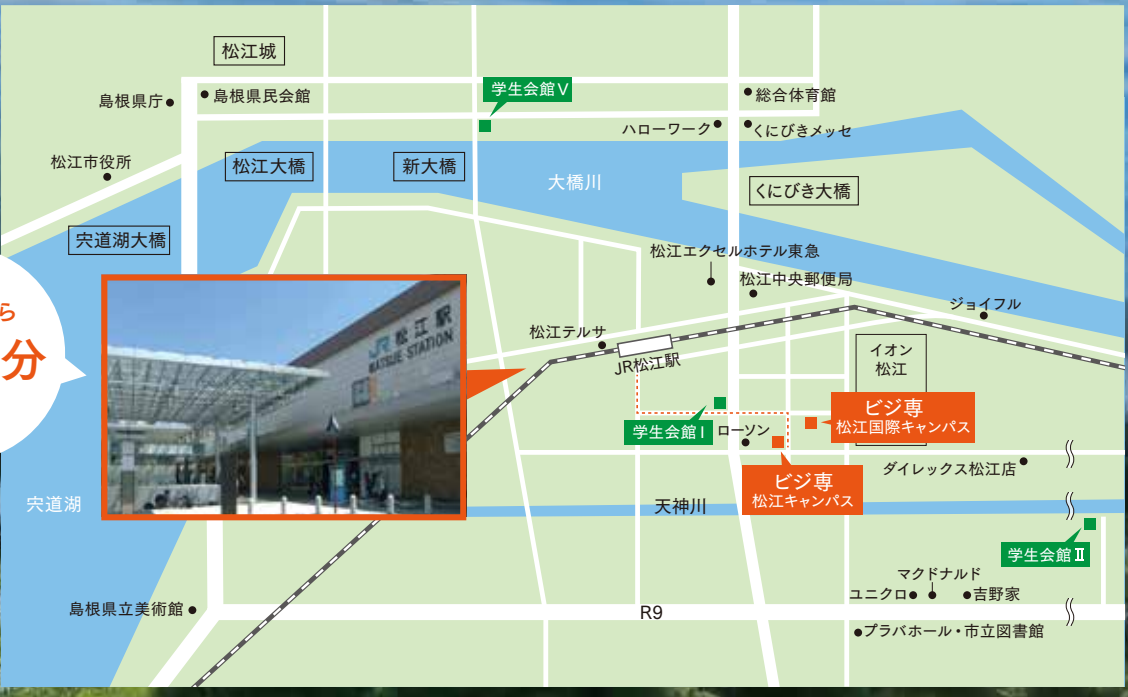 松江城
学生会館Ⅴ
島根県庁
島根県民会館
総合体育館
ハローワーク
くにびきメッセ
松江市役所
松江大橋
新大橋
大橋川
くにびき大橋
宍道湖大橋
松江エクセルホテル東急
松江中央郵便局
ジョイフル
ら
分
JR 松江駅
MATSUE STATION
松江テルサ
JR松江駅
イオン
松江
学生会館Ⅰ
ローソン
ビジ専
松江国際キャンパス
ダイレックス松江店
ビジ専
松江キャンパス
宍道湖
天神川
学生会館Ⅱ
マクドナルド
ユニクロ
吉野家
島根県立美術館
R9
プラバホール・市立図書館